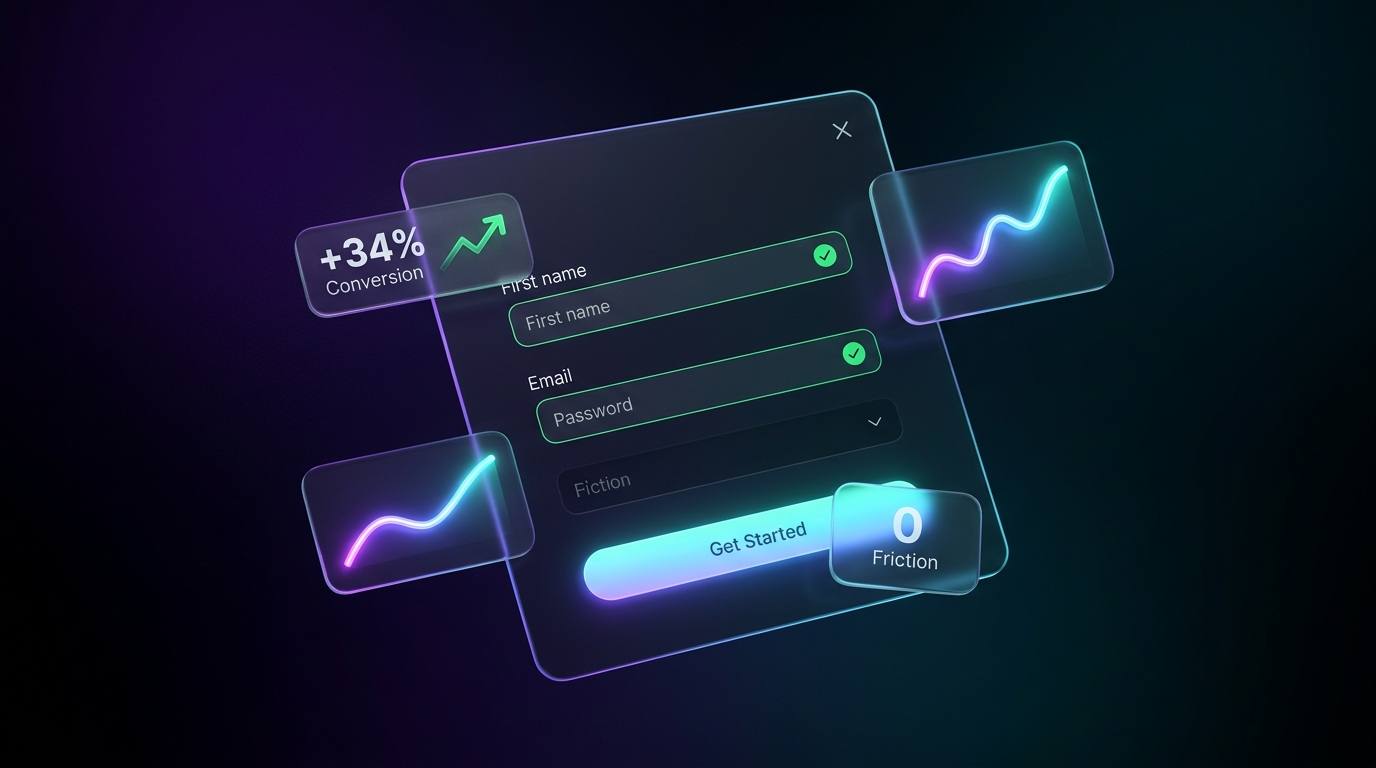 +34%
Conversion
First name
First name
Email
Password
Fiction
Get Started
0
Friction